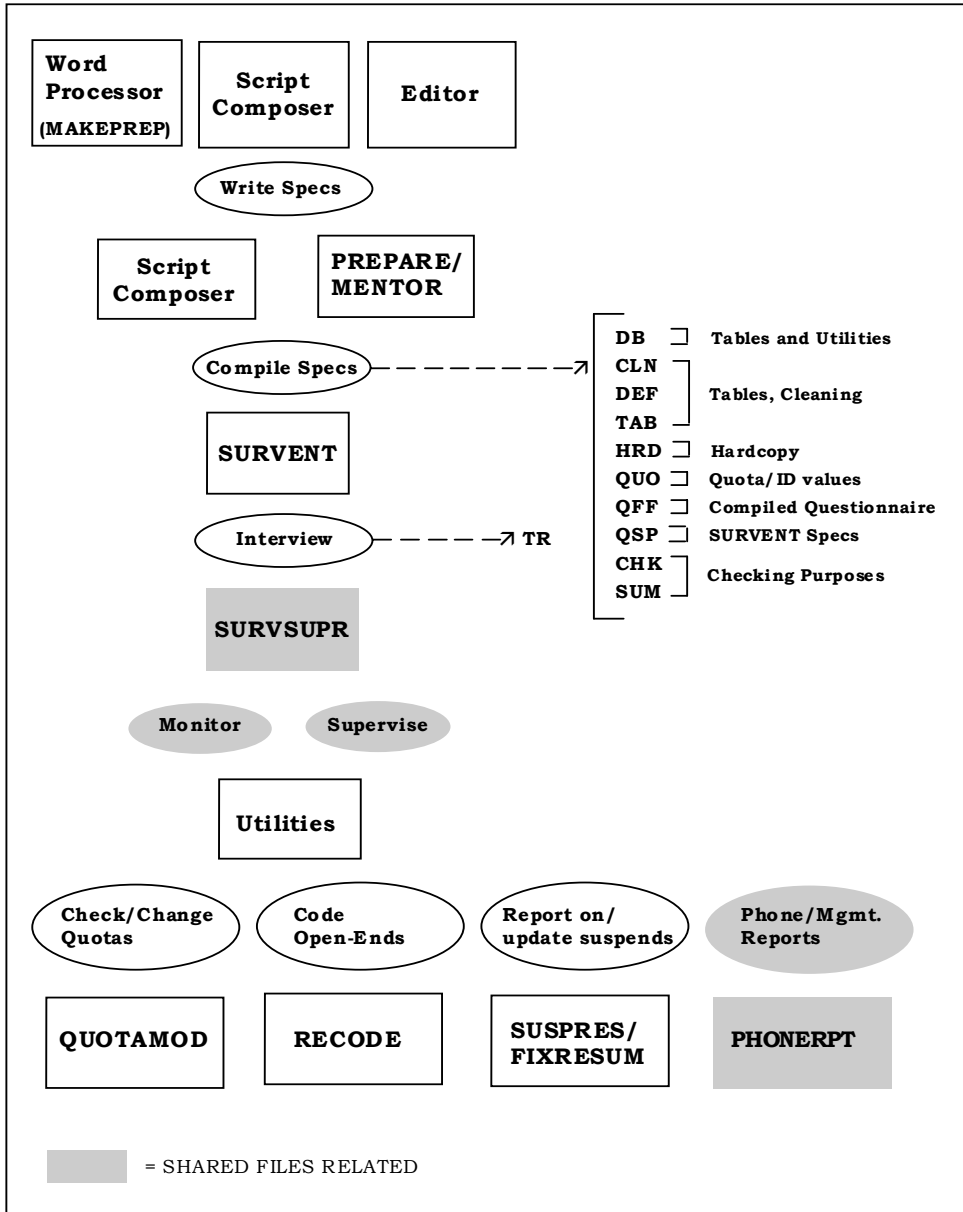 Word
Processor
(MAKEPREP)
Script
Composer
Editor
Write Specs
Script
Composer
PREPARE/
MENTOR
Compile Specs
DB
Tables and Utilities
CLN
DEF
Tables, Cleaning
TAB
HRD
Hardcopy
QUO
Quota/ID values
QFF
Compiled Questionnaire
QSP
SURVENT Specs
CHK
Checking Purposes
SUM
SURVENT
Interview
TR
SURVSUPR
Monitor
Supervise
Utilities
Check/Change
Quotas
Code
Open-Ends
Report on/
update suspends
Phone/Mgmt.
Reports
QUOTAMOD
RECODE
SUSPRES/
FIXRESUM
PHONERPT
= SHARED FILES RELATED